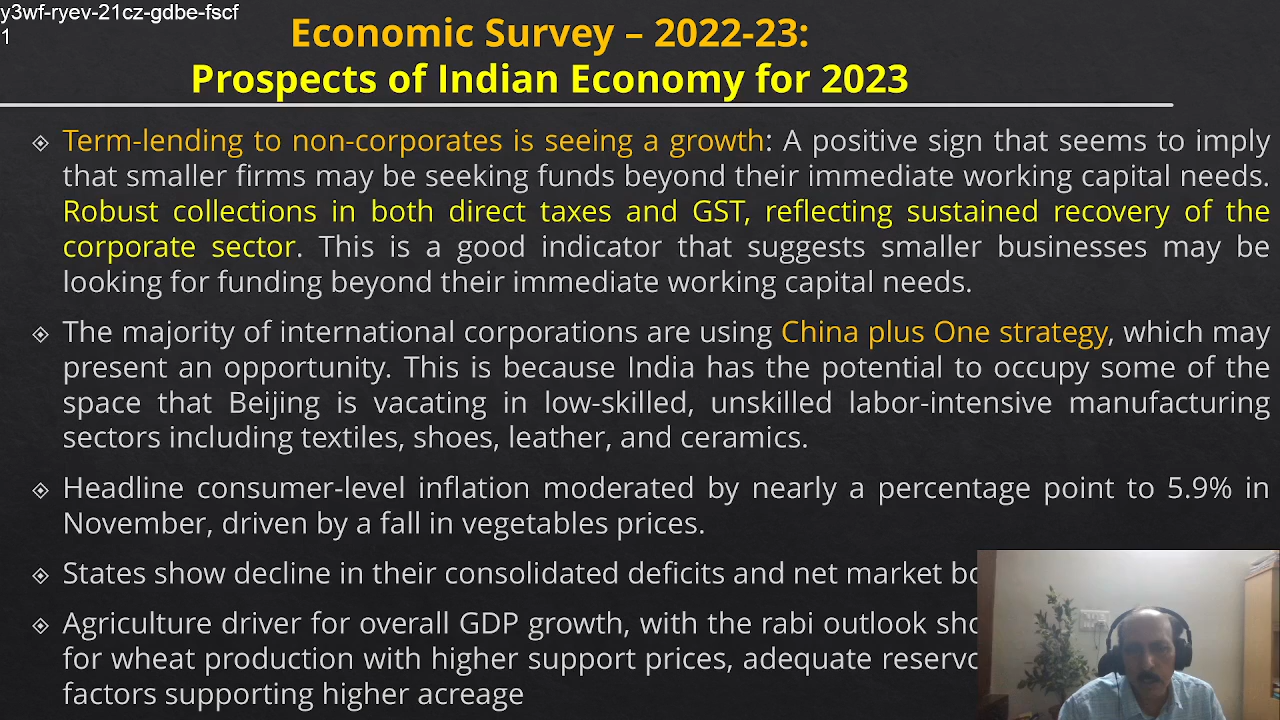 y3wf-ryev-21cz-gdbe-fscf
1
Economic Survey – 2022-23:
Prospects of Indian Economy for 2023
Term-lending to non-corporates is seeing a growth: A positive sign that seems to imply
that smaller firms may be seeking funds beyond their immediate working capital needs.
Robust collections in both direct taxes and GST, reflecting sustained recovery of the
corporate sector. This is a good indicator that suggests smaller businesses may be
looking for funding beyond their immediate working capital needs.
The majority of international corporations are using China plus One strategy, which may
present an opportunity. This is because India has the potential to occupy some of the
space that Beijing is vacating in low-skilled, unskilled labor-intensive manufacturing
sectors including textiles, shoes, leather, and ceramics.
Headline consumer-level inflation moderated by nearly a percentage point to 5.9% in
November, driven by a fall in vegetables prices.
States show decline in their consolidated deficits and net market
Agriculture driver for overall GDP growth, with the rabi outlook
for wheat production with higher support prices, adequate
factors supporting higher acreage